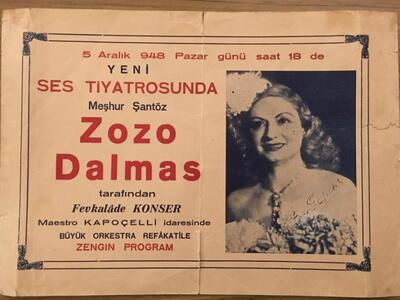 5 Aralık 948 Pazar günü saat 18 de
YENİ
SES TİYATROSUNDA
Meşhur Şantöz
Zozo
Dalmas
tarafından
Fevkalâde KONSER
Maestro KAPOÇELLİ idaresinde
BÜYÜK ORKESTRA REFÂKATİLE
ZENGİN PROGRAM